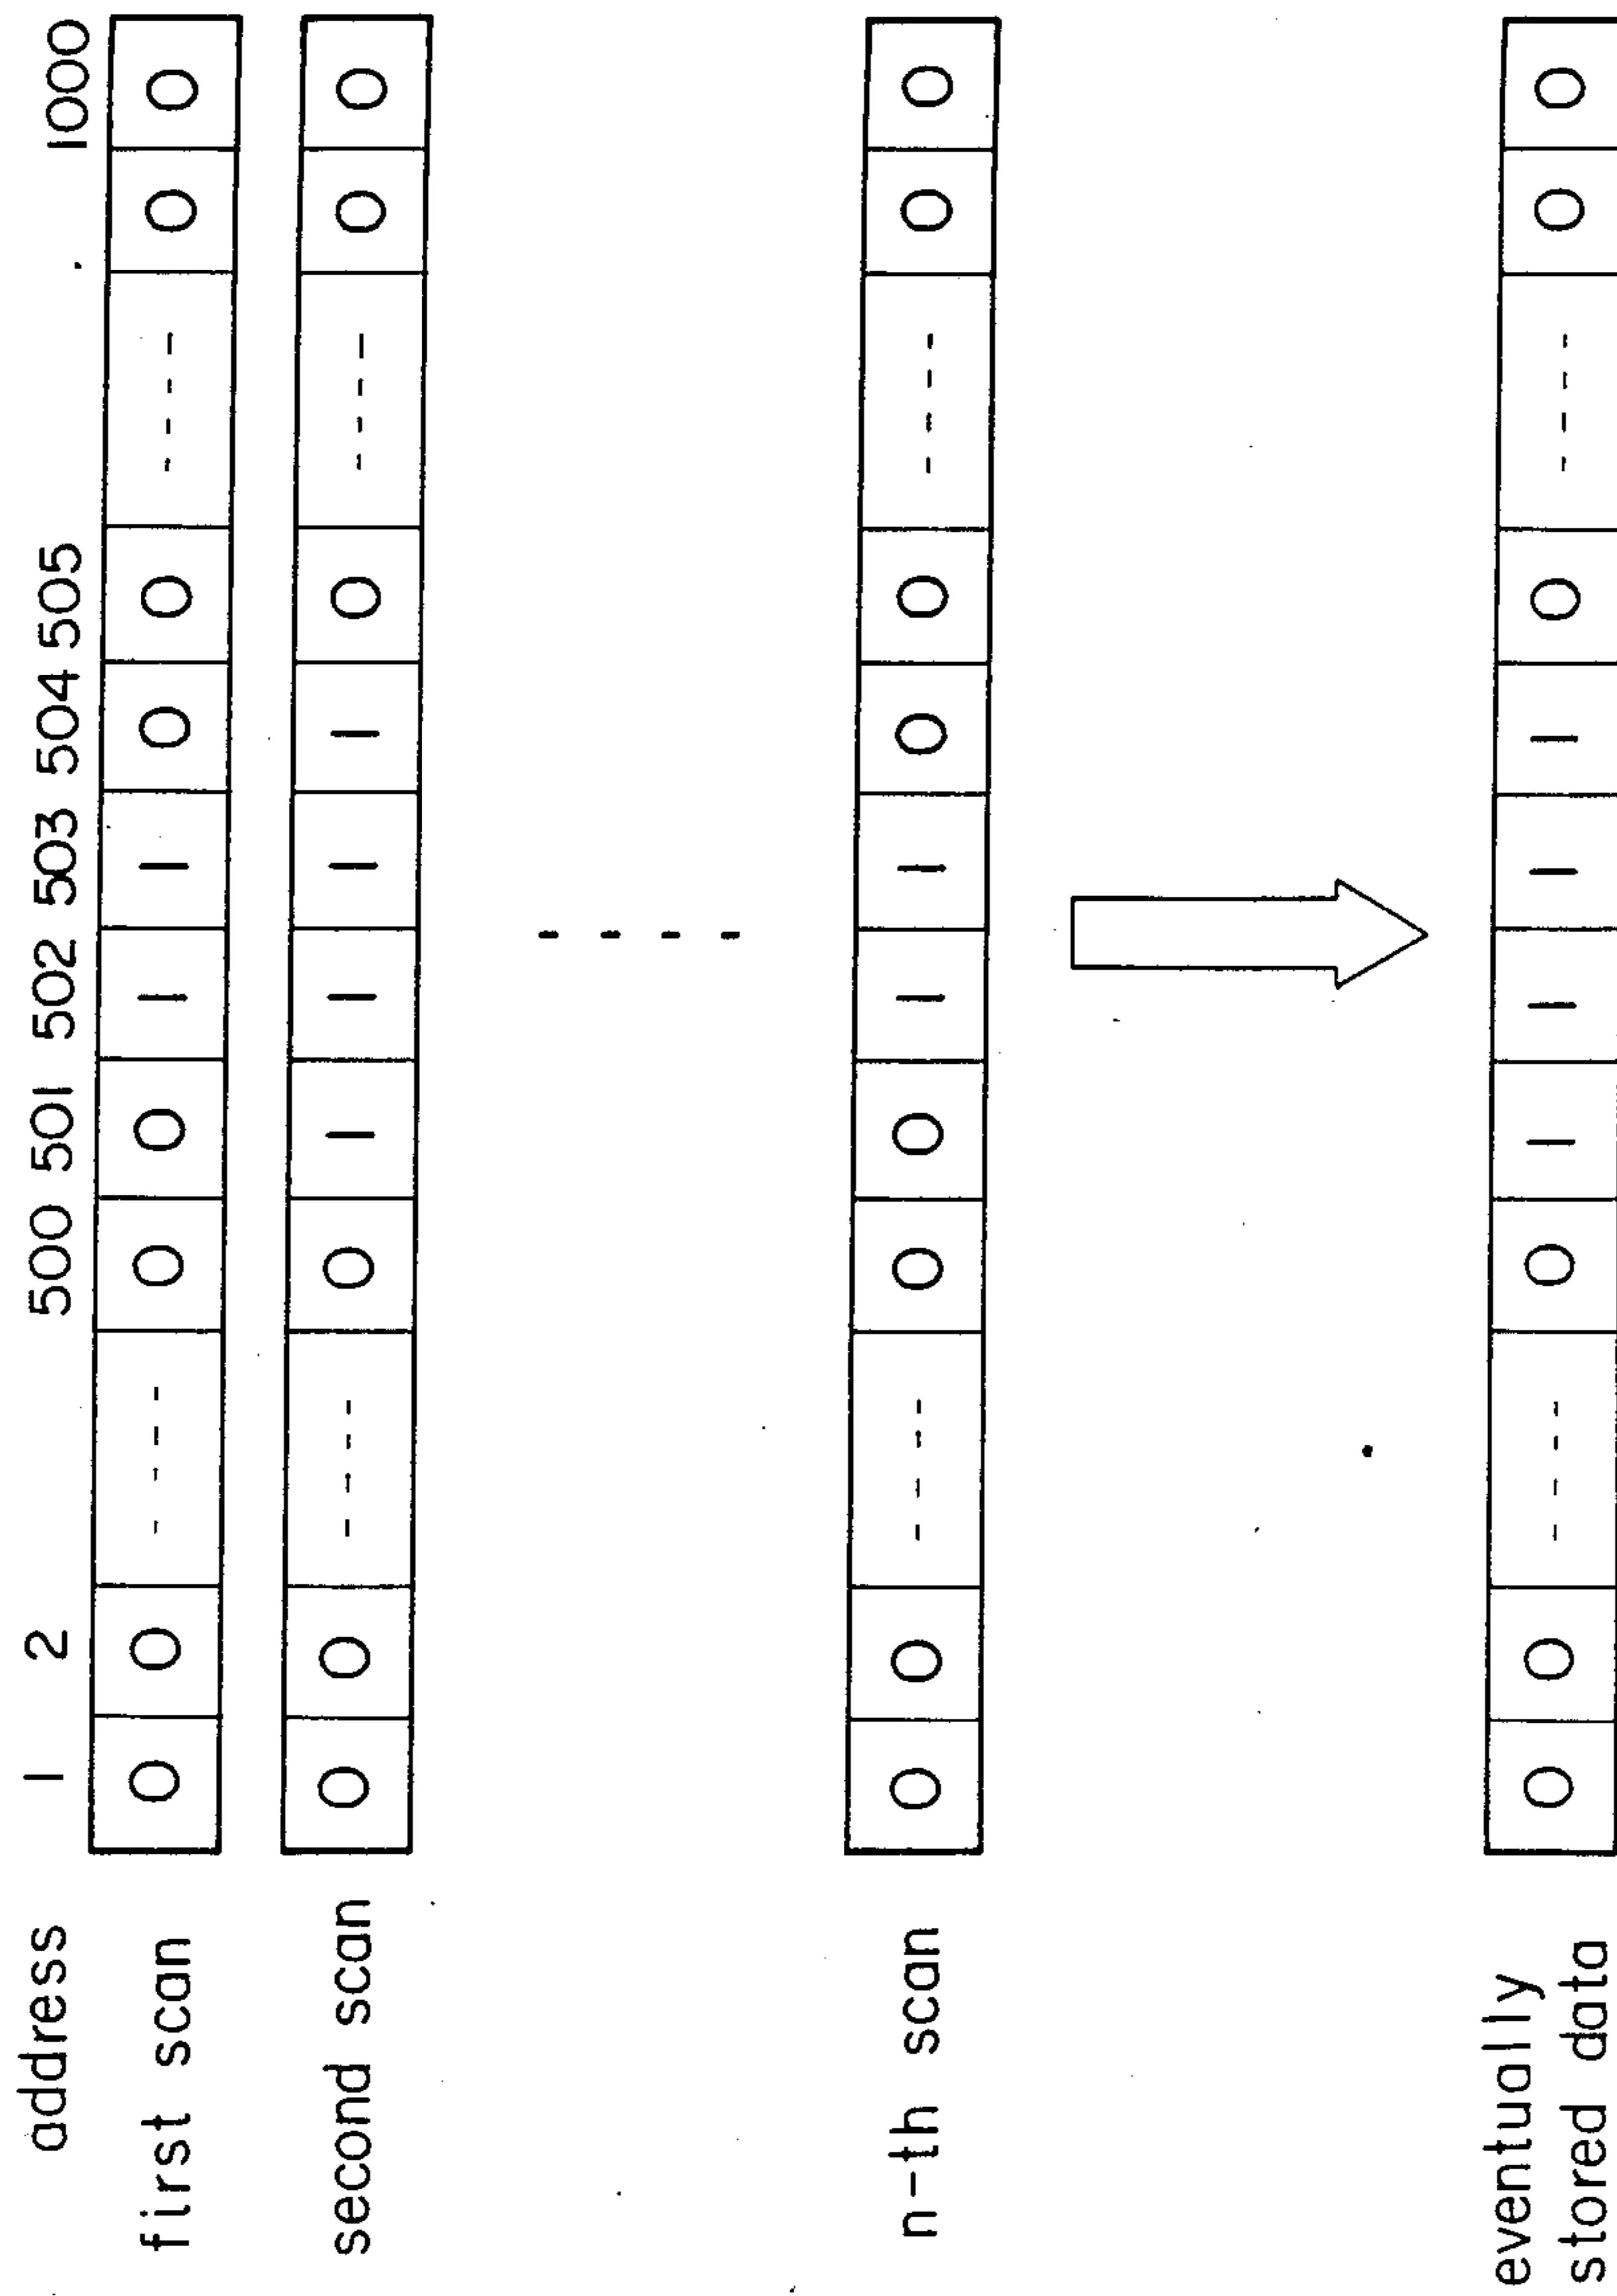 address 1 2 500 501 502 503 504 505 1000
first scan 0 0 ---- 0 0 1 1 0 0 ---- 0 0
second scan 0 0 ---- 0 1 1 1 1 0 ---- 0 0
n-th scan 0 0 ---- 0 0 1 1 0 0 ---- 0 0
eventually
stored data 0 0 ---- 0 1 1 1 1 0 ---- 0 0